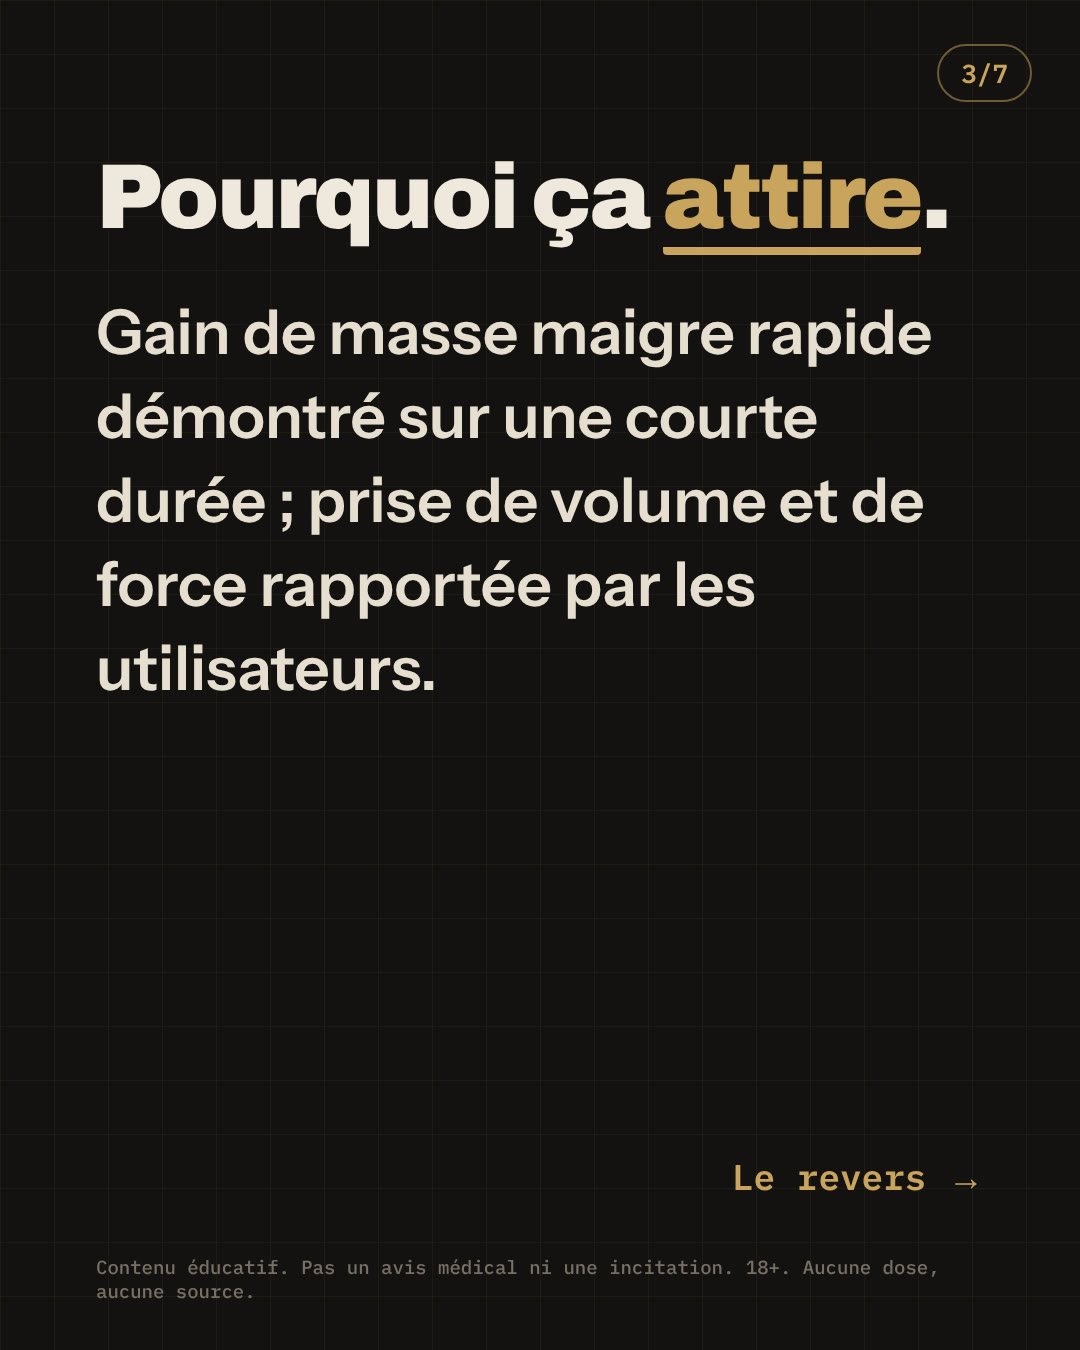 3/7
Pourquoi ça attire.
Gain de masse maigre rapide
démontré sur une courte
durée ; prise de volume et de
force rapportée par les
utilisateurs.
Le revers →
Contenu éducatif. Pas un avis médical ni une incitation. 18+. Aucune dose,
aucune source.